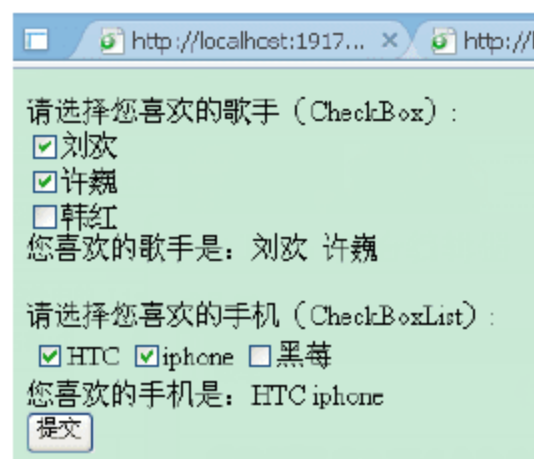 http://localhost:1917... × http://
请选择您喜欢的歌手（CheckBox）:
刘欢
许巍
韩红
您喜欢的歌手是：刘欢 许巍
请选择您喜欢的手机（CheckBoxList）:
HTC iphone 黑莓
您喜欢的手机是：HTC iphone
提交